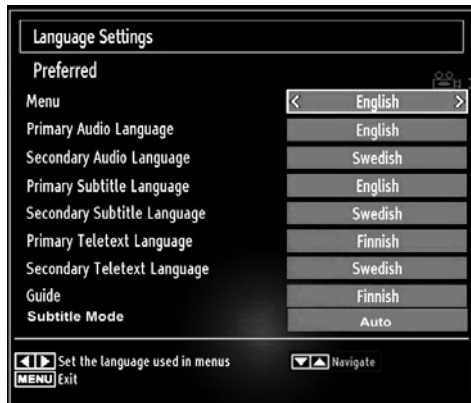 Language Settings
Preferred
Menu < English >
Primary Audio Language English
Secondary Audio Language Swedish
Primary Subtitle Language English
Secondary Subtitle Language Swedish
Primary Teletext Language Finnish
Secondary Teletext Language Swedish
Guide Finnish
Subtitle Mode Auto
Set the language used in menus Navigate
MENU Exit